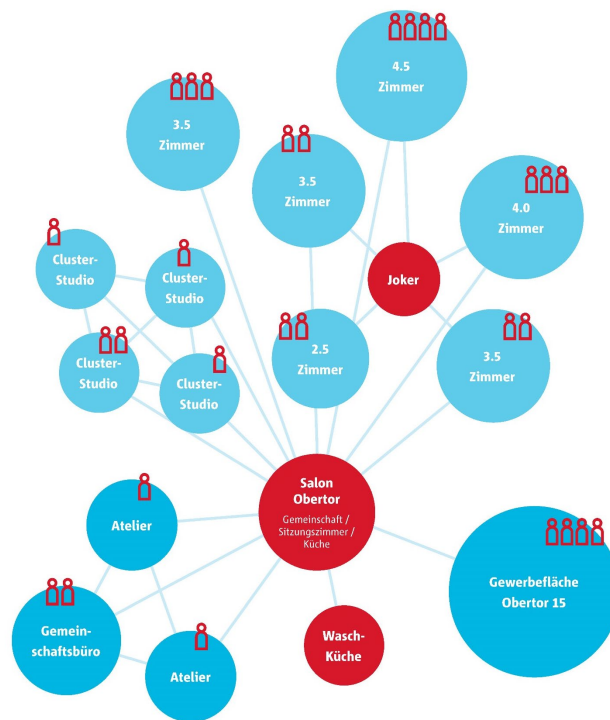 4.5
Zimmer
3.5
Zimmer
3.5
Zimmer
4.0
Zimmer
Cluster-
Studio
Cluster-
Studio
Joker
Cluster-
Studio
Cluster-
Studio
2.5
Zimmer
3.5
Zimmer
Salon
Obertor
Gemeinschaft /
Sitzungszimmer /
Küche
Atelier
Gewerbefläche
Obertor 15
Gemein-
schaftsbüro
Atelier
Wasch-
Küche